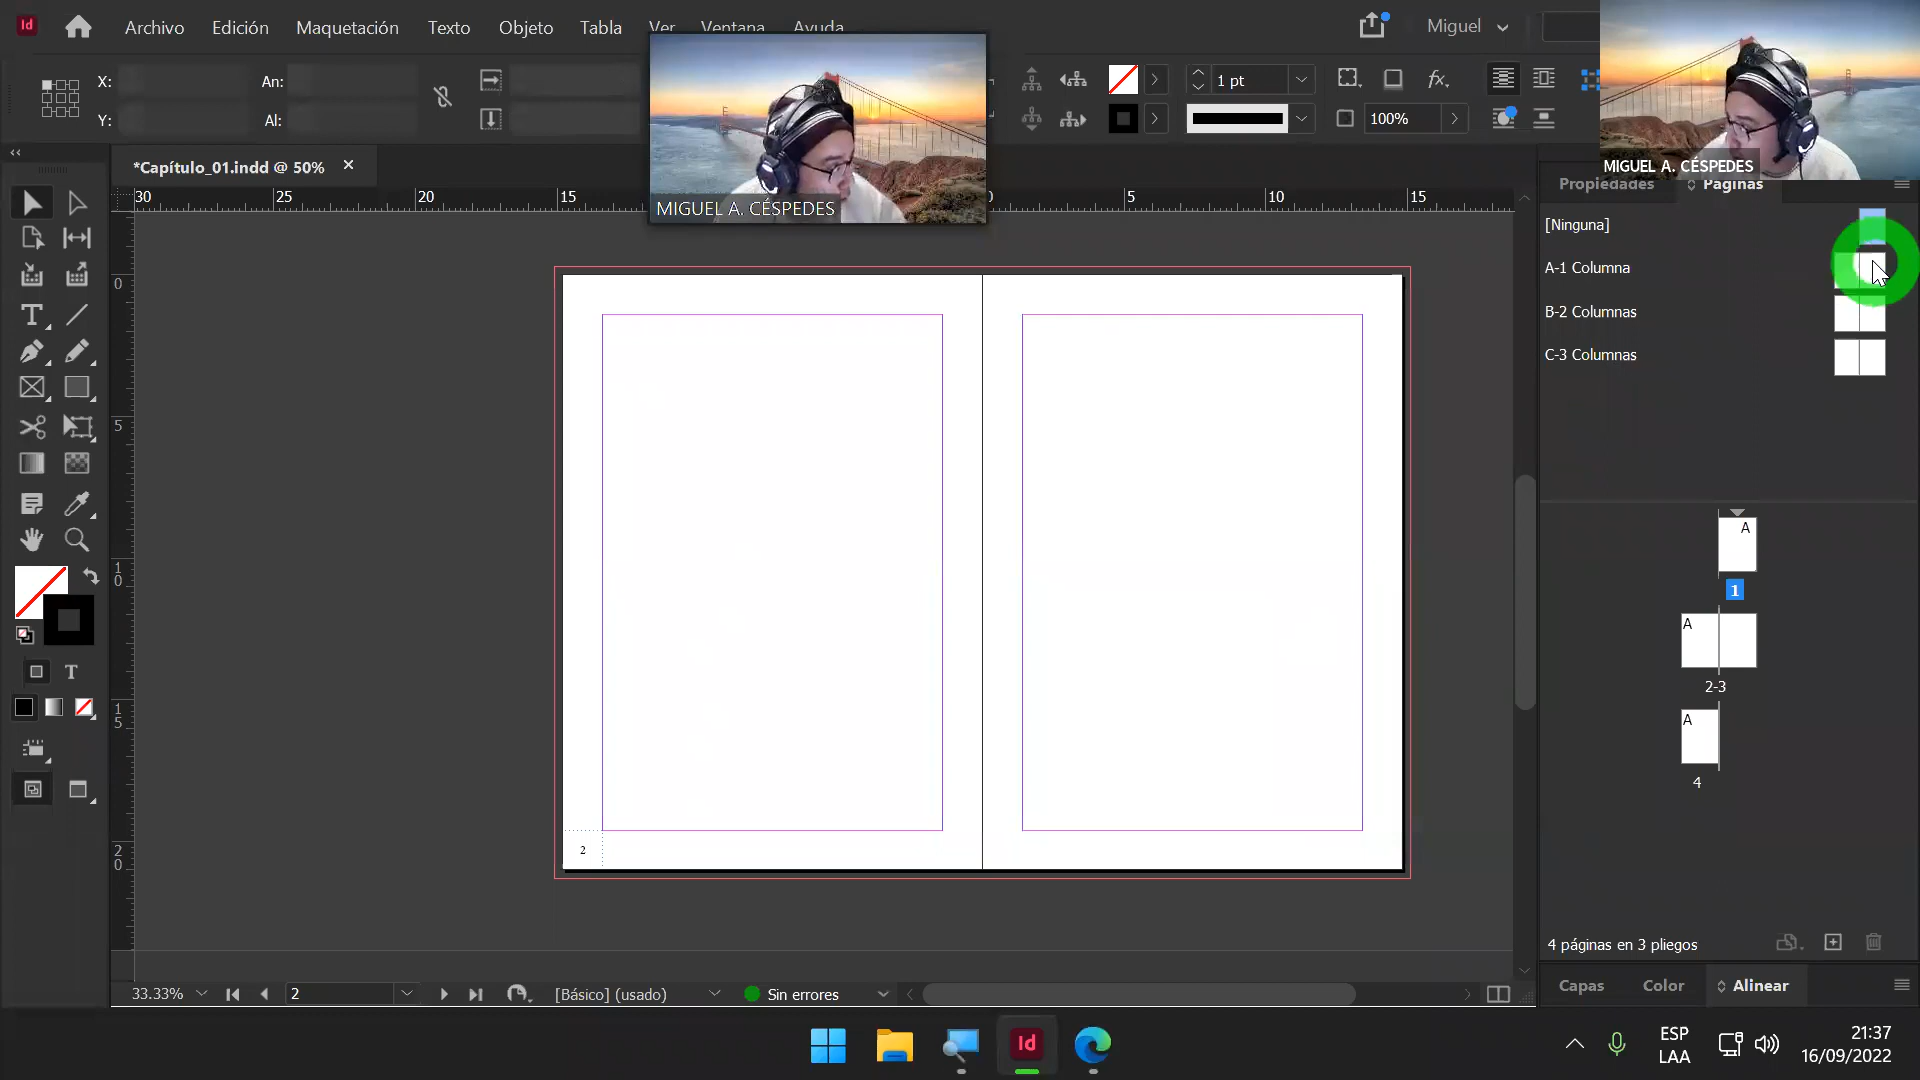 Id
Archivo
Edición
Maquetación
Texto
Objeto
Tabla
Ver
Ventana
Ayuda
Miguel
X:
An:
1 pt
fx.
Y:
Al:
100%
MIGUEL A. CÉSPEDES
MIGUEL A. CÉSPEDES
*Capítulo_01.indd @ 50%
Propiedades
Páginas
30
25
20
15
0
5
10
15
[Ninguna]
A-1 Columna
B-2 Columnas
C-3 Columnas
0
5
10
15
20
2
T
T
A
1
A
2-3
A
4
4 páginas en 3 pliegos
33.33%
2
[Básico] (usado)
Sin errores
Capas
Color
Alinear
Id
ESP
LAA
21:37
16/09/2022